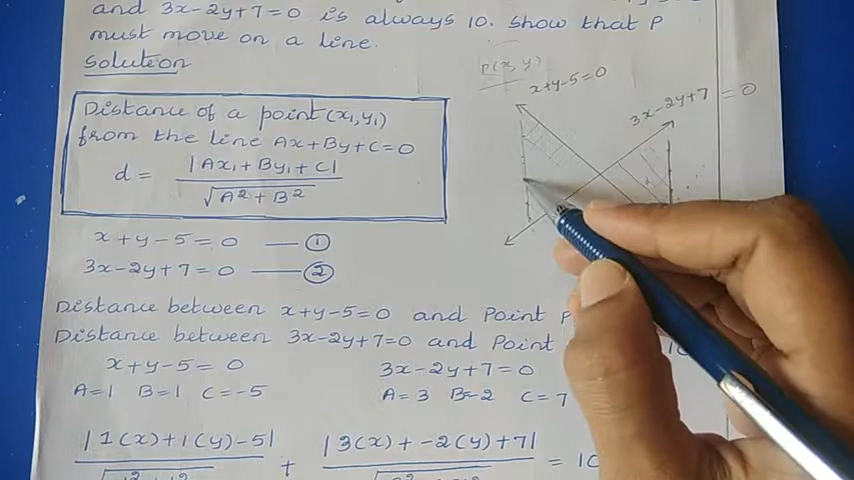 and 3x-2y+7=0 is always 10. show that P
must move on a line.
solution
P(x, y)
x+y-5=0
3x-2y+7 = 0
Distance of a point(x₁,y₁)
from the line Ax+By+C=0
d = |Ax₁+By₁+C| / √A²+B²
x+y-5=0 — ①
3x-2y+7=0 — ②
Distance between x+y-5=0 and Point P
Distance between 3x-2y+7=0 and Point
x+y-5=0
3x-2y+7=0
A=1 B=1 C=-5
A=3 B=-2 C=7
|1(x)+1(y)-5| + |3(x)+-2(y)+7| = 10